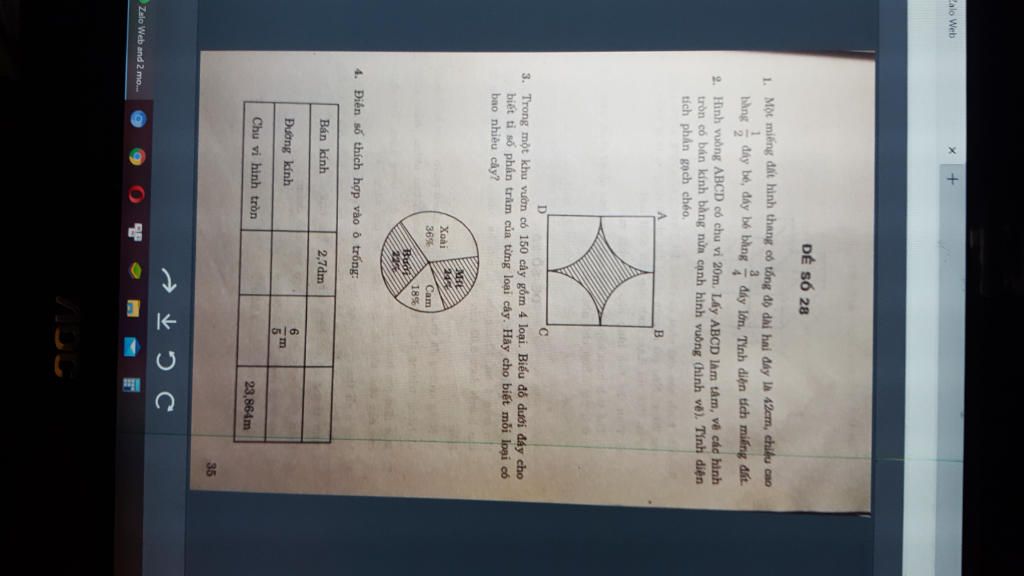 Zalo Web
×
+
ĐỀ SỐ 28
1. Một miếng đất hình thang có tổng độ dài hai đáy là 42cm, chiều cao
bằng 1/2 đáy bé, đáy bé bằng 3/4 đáy lớn. Tính diện tích miếng đất.
2. Hình vuông ABCD có chu vi 20m. Lấy ABCD làm tâm, vẽ các hình
tròn có bán kính bằng nửa cạnh hình vuông (hình vẽ). Tính diện
tích phần gạch chéo.
A B
D C
3. Trong một khu vườn có 150 cây gồm 4 loại. Biểu đồ dưới đây cho
biết tỉ số phần trăm của từng loại cây. Hãy cho biết mỗi loại có
bao nhiêu cây?
Mít
24%
Xoài
36%
Cam
18%
Bưởi
22%
4. Điền số thích hợp vào ô trống:
Bán kính 2,7dm
Đường kính 6/5 m
Chu vi hình tròn 23,864m
35
Zalo Web and 2 mo...
AOC